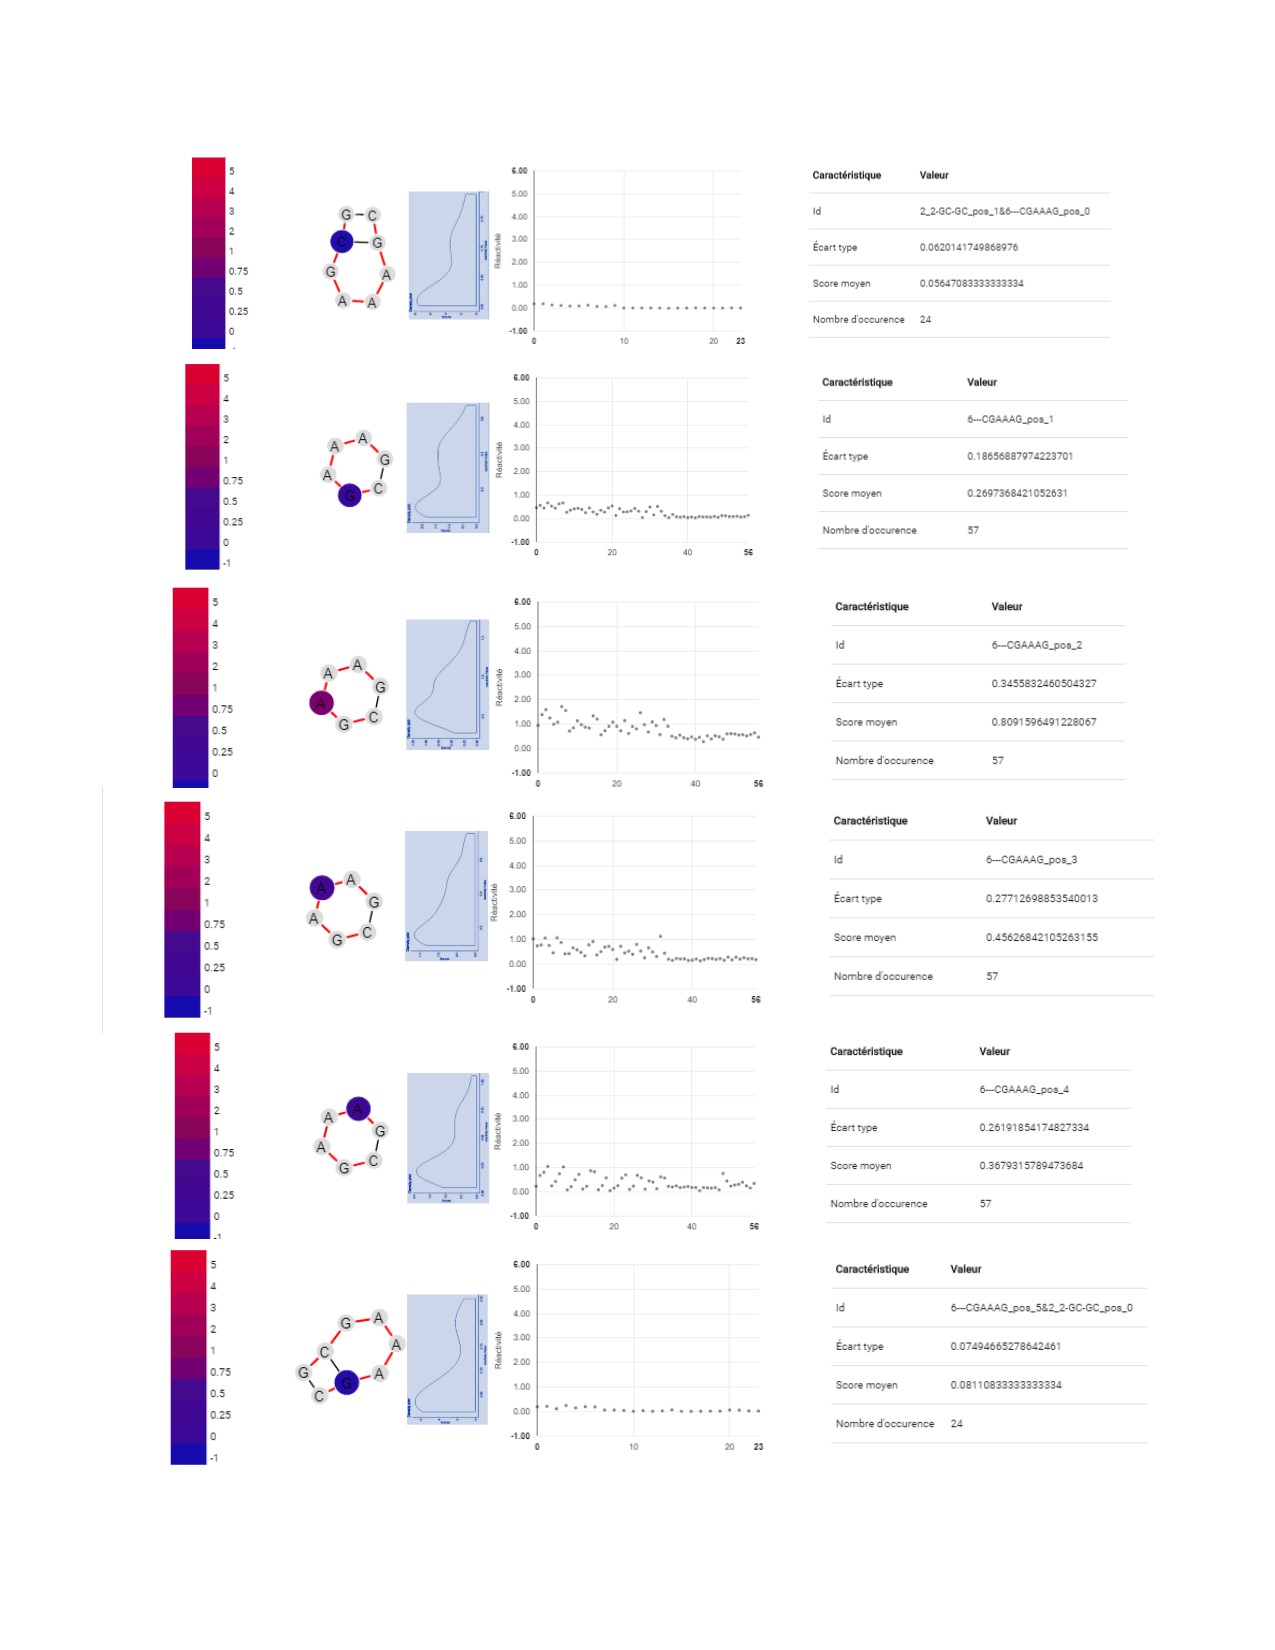 5
4
3
2
1
0.75
0.5
0.25
0
G C
C G
G A
A A
Réactivité
6.00
5.00
4.00
3.00
2.00
1.00
0.00
-1.00
0 10 20 23
Caractéristique Valeur
Id 2_2-GC-GC_pos_1&6---CGAAAG_pos_0
Écart type 0.0620141749868976
Score moyen 0.05647083333333334
Nombre d'occurence 24
5
4
3
2
1
0.75
0.5
0.25
0
-1
A A
A G
G C
Réactivité
6.00
5.00
4.00
3.00
2.00
1.00
0.00
-1.00
0 20 40 56
Caractéristique Valeur
Id 6---CGAAAG_pos_1
Écart type 0.18656887974223701
Score moyen 0.2697368421052631
Nombre d'occurence 57
5
4
3
2
1
0.75
0.5
0.25
0
A A
A G
G C
Réactivité
6.00
5.00
4.00
3.00
2.00
1.00
0.00
-1.00
0 20 40 56
Caractéristique Valeur
Id 6---CGAAAG_pos_2
Écart type 0.3455832460504327
Score moyen 0.8091596491228067
Nombre d'occurence 57
5
4
3
2
1
0.75
0.5
0.25
0
-1
A A
A G
G C
Réactivité
6.00
5.00
4.00
3.00
2.00
1.00
0.00
-1.00
0 20 40 56
Caractéristique Valeur
Id 6---CGAAAG_pos_3
Écart type 0.27712698853540013
Score moyen 0.45626842105263155
Nombre d'occurence 57
5
4
3
2
1
0.75
0.5
0.25
0
-1
A A
A G
G C
Réactivité
6.00
5.00
4.00
3.00
2.00
1.00
0.00
-1.00
0 20 40 56
Caractéristique Valeur
Id 6---CGAAAG_pos_4
Écart type 0.26191854174827334
Score moyen 0.3679315789473684
Nombre d'occurence 57
5
4
3
2
1
0.75
0.5
0.25
0
-1
G A
C A
G G A
C
Réactivité
6.00
5.00
4.00
3.00
2.00
1.00
0.00
-1.00
0 10 20 23
Caractéristique Valeur
Id 6---CGAAAG_pos_5&2_2-GC-GC_pos_0
Écart type 0.07494665278642461
Score moyen 0.08110833333333334
Nombre d'occurence 24